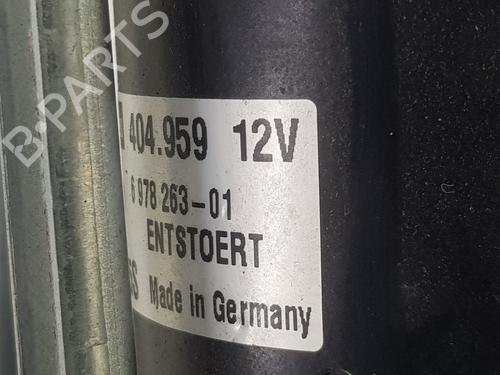 B-PARTS
404.959 12V
6 978 263-01
ENTSTOERT
Made in Germany